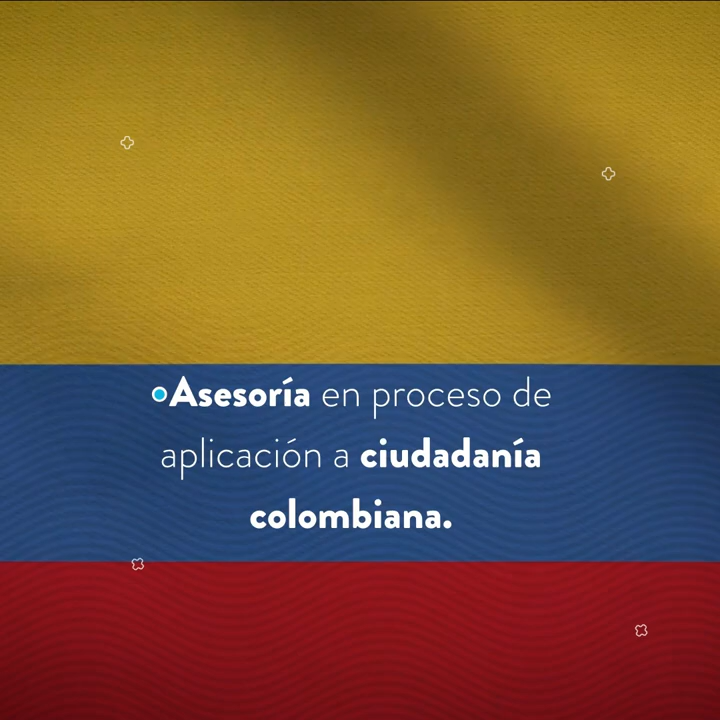 •Asesoría en proceso de
aplicación a ciudadanía
colombiana.